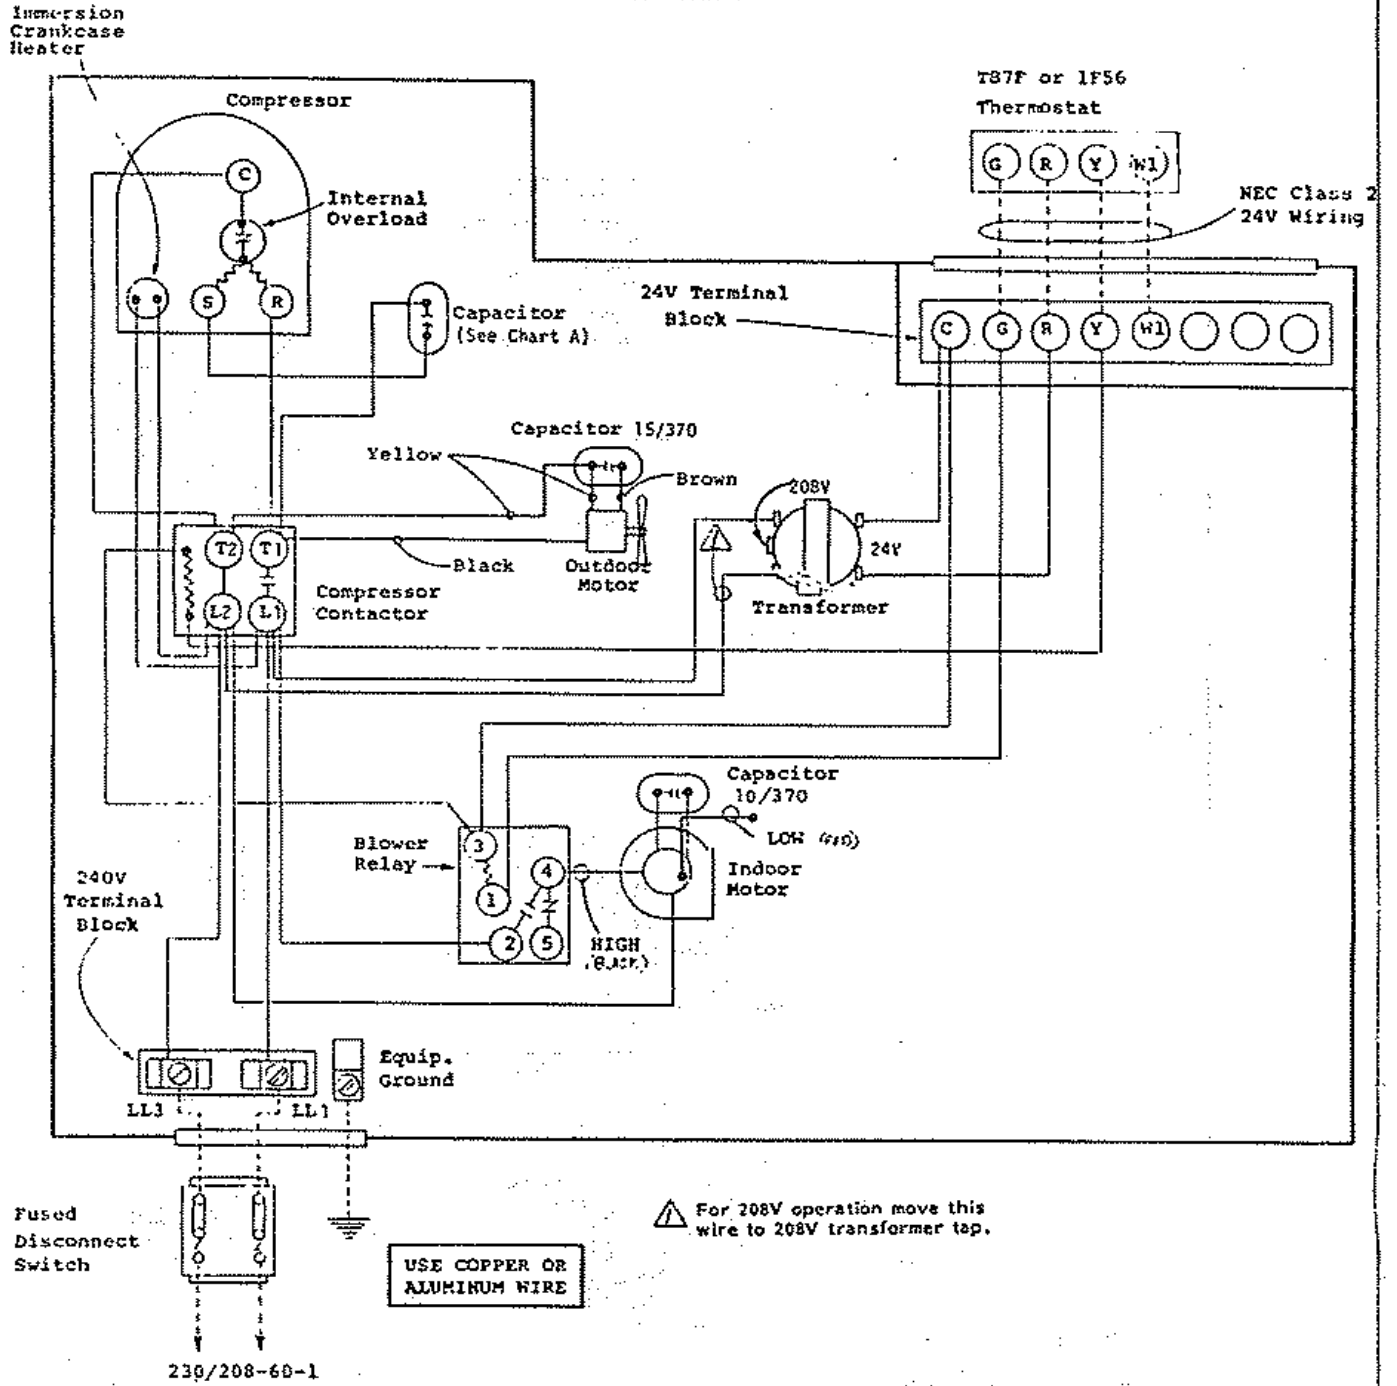 Immersion
Crankcase
Heater
Compressor
C
Internal
Overload
S
R
Capacitor
(See Chart A)
T87F or 1F56
Thermostat
G R Y W1
NEC Class 2
24V Wiring
24V Terminal
Block
C G R Y W1
Capacitor 15/370
Yellow
Brown
Black
Outdoor
Motor
208V
24V
Transformer
T2 T1
L2 L1
Compressor
Contactor
Capacitor
10/370
LOW (RED)
Indoor
Motor
Blower
Relay
3
4
1
2 5
HIGH
(BLACK)
240V
Terminal
Block
Equip.
Ground
LL3 LL1
Fused
Disconnect
Switch
1 For 208V operation move this
wire to 208V transformer tap.
USE COPPER OR
ALUMINUM WIRE
230/208-60-1